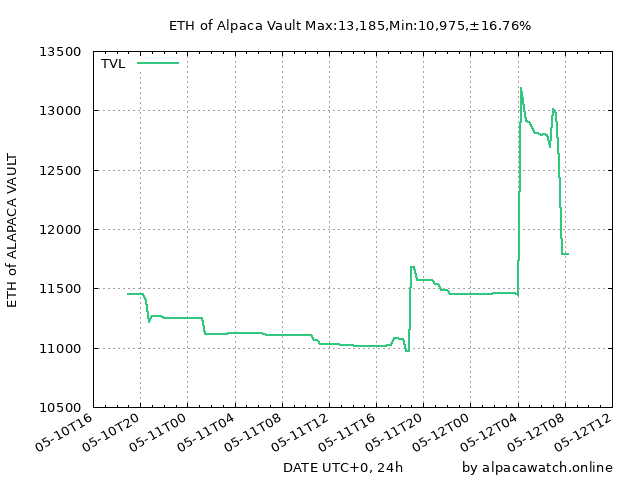 ETH of Alpaca Vault Max:13,185,Min:10,975,±16.76%
TVL
13500
13000
12500
12000
11500
11000
10500
ETH of ALAPACA VAULT
05-10T16
05-10T20
05-11T00
05-11T04
05-11T08
05-11T12
05-11T16
05-11T20
05-12T00
05-12T04
05-12T08
05-12T12
DATE UTC+0, 24h
by alpacawatch.online